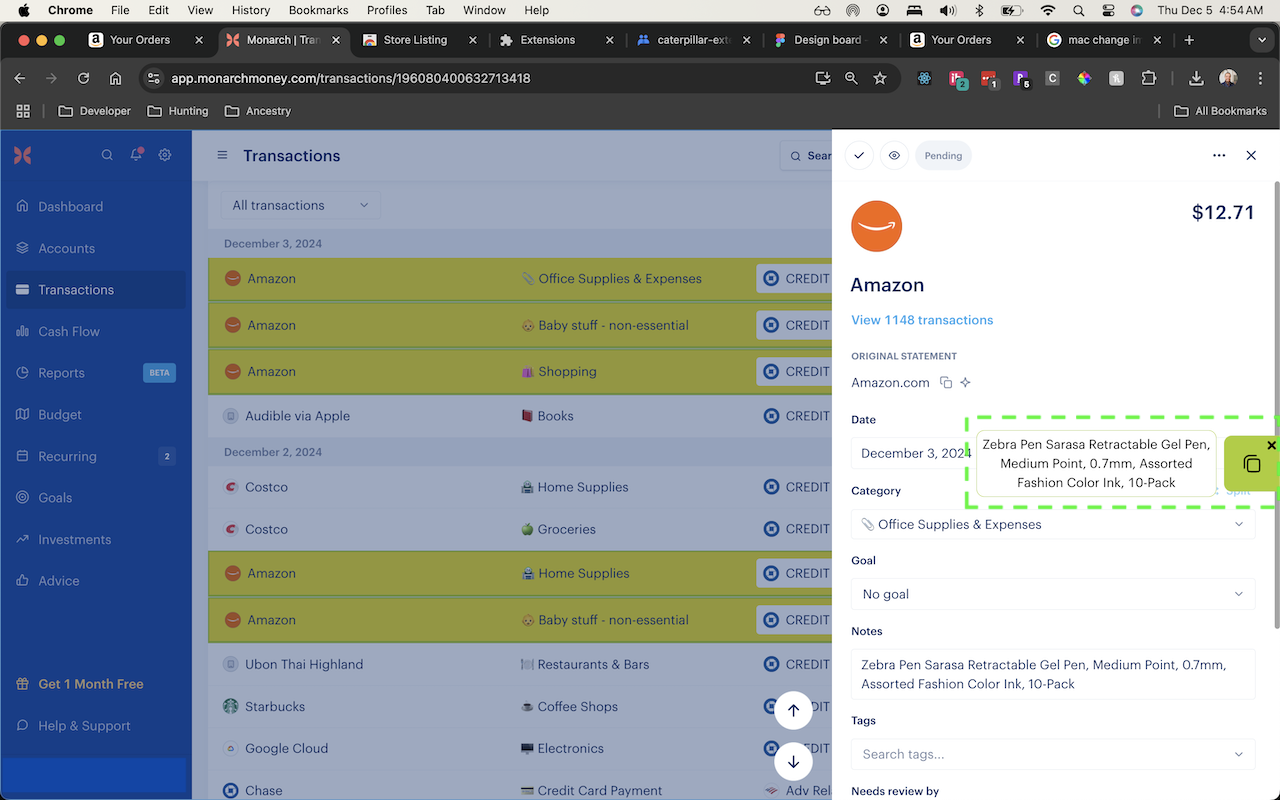 Chrome File Edit View History Bookmarks Profiles Tab Window Help Thu Dec 5 4:54 AM
Your Orders
Monarch | Tran
Store Listing
Extensions
caterpillar-exte
Design board -
Your Orders
mac change im
app.monarchmoney.com/transactions/196080400632713418
2
1
5
Developer Hunting Ancestry All Bookmarks
Dashboard
Accounts
Transactions
Cash Flow
Reports BETA
Budget
Recurring 2
Goals
Investments
Advice
Get 1 Month Free
Help & Support
Transactions
Sear
All transactions
December 3, 2024
Amazon Office Supplies & Expenses CREDIT
Amazon Baby stuff - non-essential CREDIT
Amazon Shopping CREDIT
Audible via Apple Books CREDIT
December 2, 2024
Costco Home Supplies CREDIT
Costco Groceries CREDIT
Amazon Home Supplies CREDIT
Amazon Baby stuff - non-essential CREDIT
Ubon Thai Highland Restaurants & Bars CREDIT
Starbucks Coffee Shops DIT
Google Cloud Electronics DIT
Chase Credit Card Payment Adv Rela
Pending
$12.71
Amazon
View 1148 transactions
ORIGINAL STATEMENT
Amazon.com
Date
December 3, 2024
Zebra Pen Sarasa Retractable Gel Pen,
Medium Point, 0.7mm, Assorted
Fashion Color Ink, 10-Pack
Category
Split
Office Supplies & Expenses
Goal
No goal
Notes
Zebra Pen Sarasa Retractable Gel Pen, Medium Point, 0.7mm,
Assorted Fashion Color Ink, 10-Pack
Tags
Search tags...
Needs review by